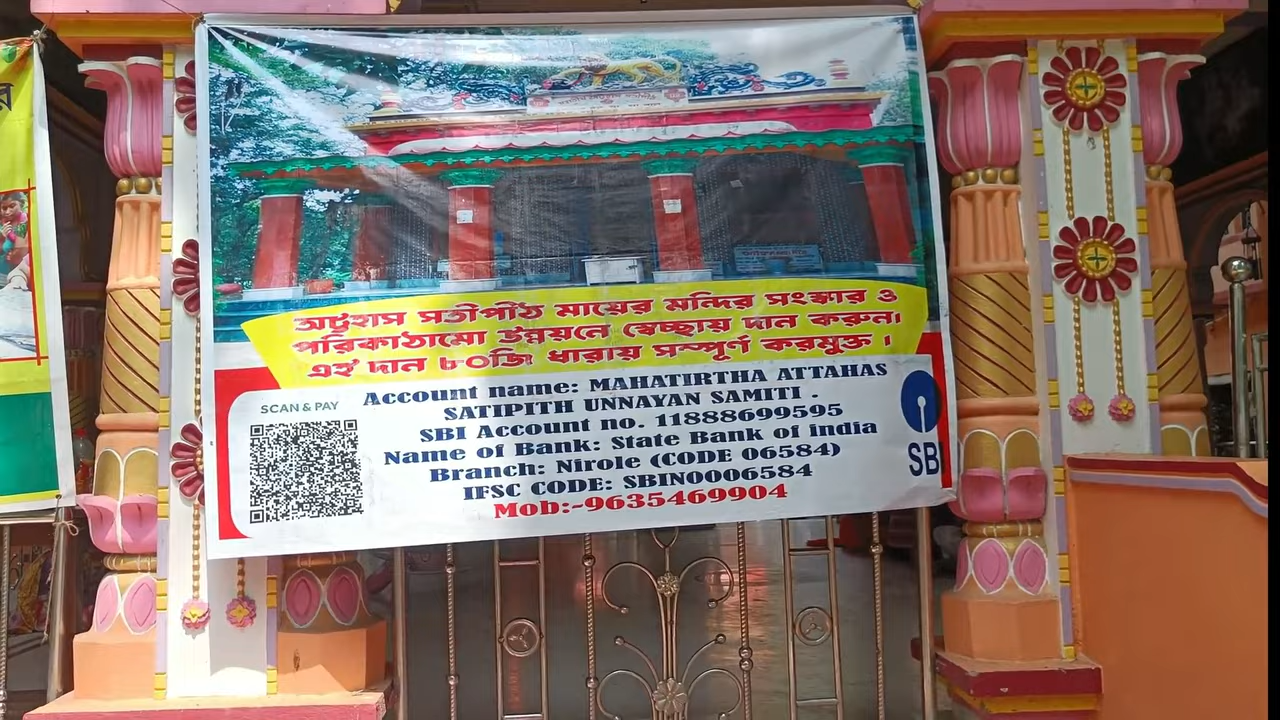 অট্টহাস সতীপীঠ মায়ের মন্দির সংস্কার ও
পরিকাঠামো উন্নয়নে স্বেচ্ছায় দান করুন।
এই দান ৮০জি ধারায় সম্পূর্ণ করমুক্ত ।
SCAN & PAY
Account name: MAHATIRTHA ATTAHAS
SATIPITH UNNAYAN SAMITI .
SBI Account no. 11888699595
Name of Bank: State Bank of india
Branch: Nirole (CODE 06584)
IFSC CODE: SBIN0006584
Mob:-9635469904
SBI